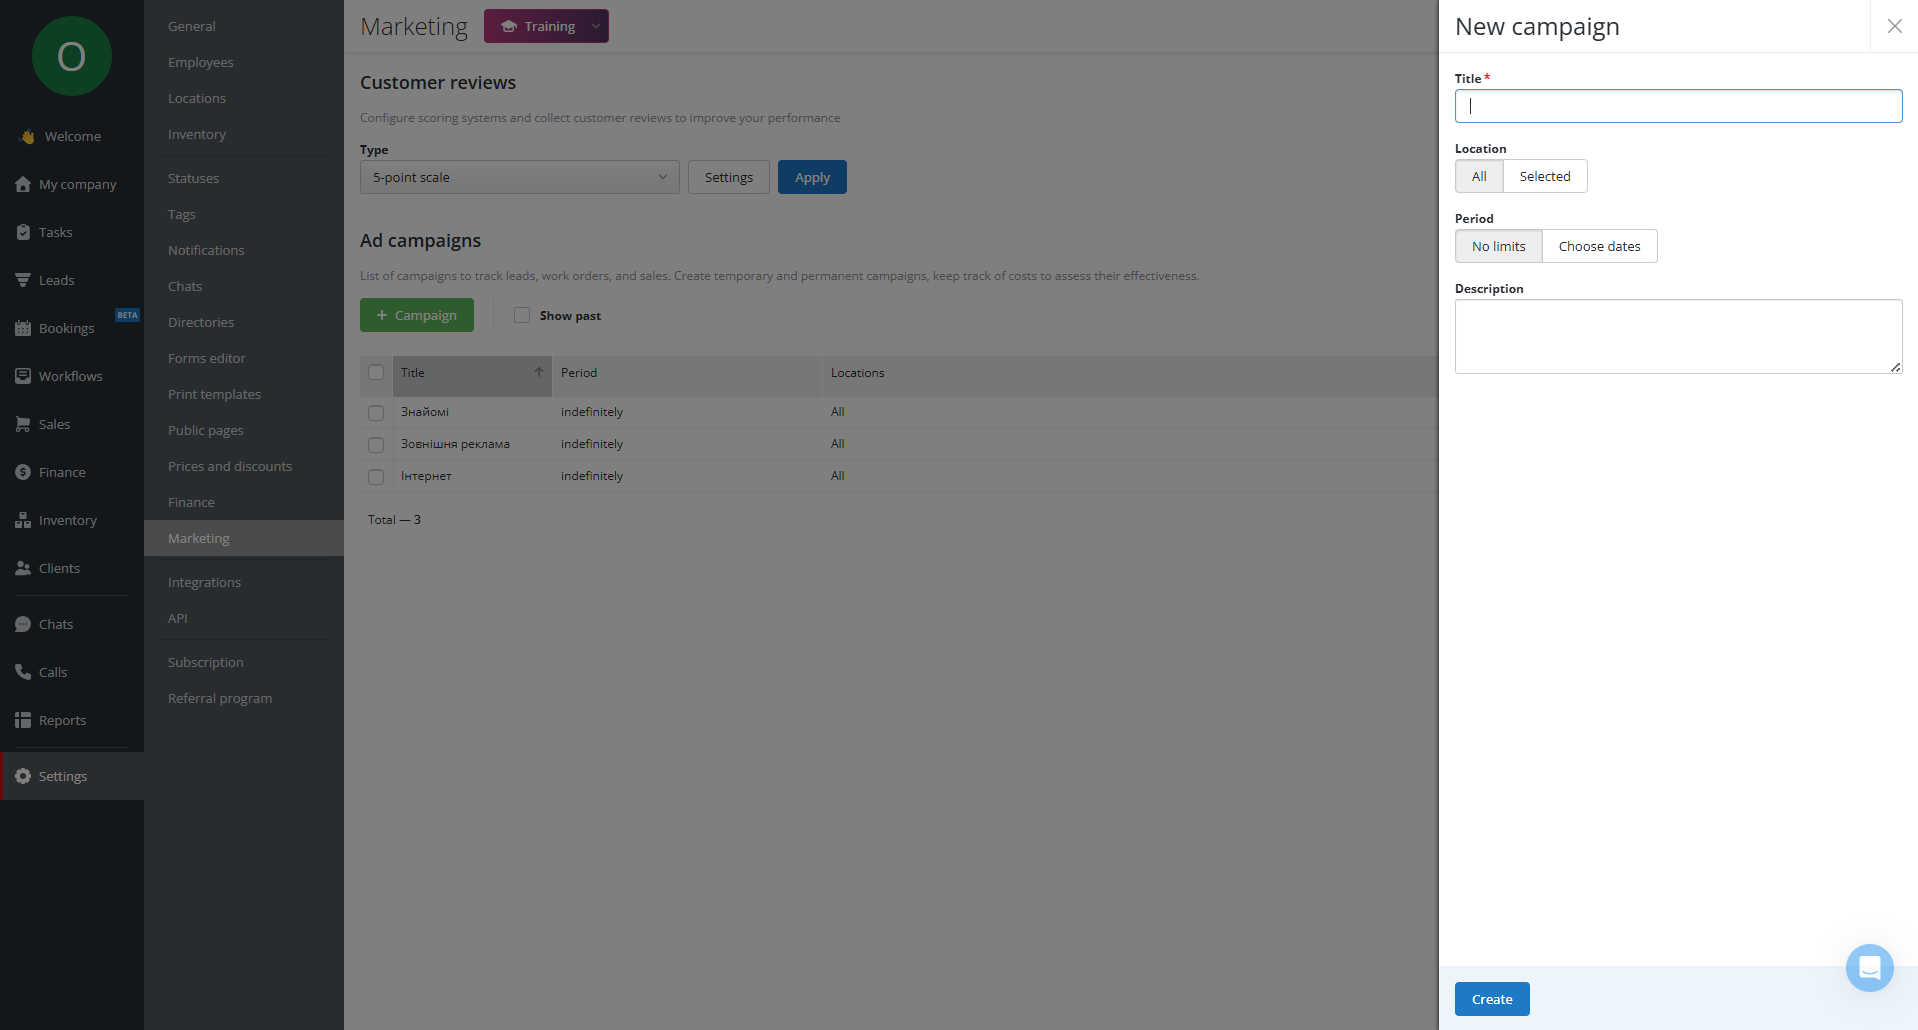 O
Welcome
My company
Tasks
Leads
Bookings
BETA
Workflows
Sales
Finance
Inventory
Clients
Chats
Calls
Reports
Settings
General
Employees
Locations
Inventory
Statuses
Tags
Notifications
Chats
Directories
Forms editor
Print templates
Public pages
Prices and discounts
Finance
Marketing
Integrations
API
Subscription
Referral program
Marketing
Training
Customer reviews
Configure scoring systems and collect customer reviews to improve your performance
Type
5-point scale
Settings
Apply
Ad campaigns
List of campaigns to track leads, work orders, and sales. Create temporary and permanent campaigns, keep track of costs to assess their effectiveness.
+ Campaign
Show past
Title Period Locations
Знайомі indefinitely All
Зовнішня реклама indefinitely All
Інтернет indefinitely All
Total — 3
New campaign
Title*
Location
All Selected
Period
No limits Choose dates
Description
Create